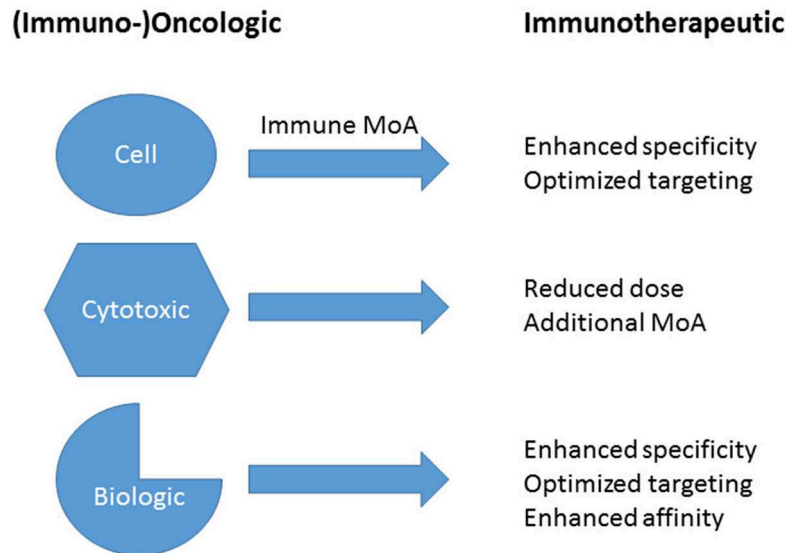 (Immuno-)Oncologic
Immunotherapeutic
Cell
Immune MoA
Enhanced specificity
Optimized targeting
Cytotoxic
Reduced dose
Additional MoA
Biologic
Enhanced specificity
Optimized targeting
Enhanced affinity